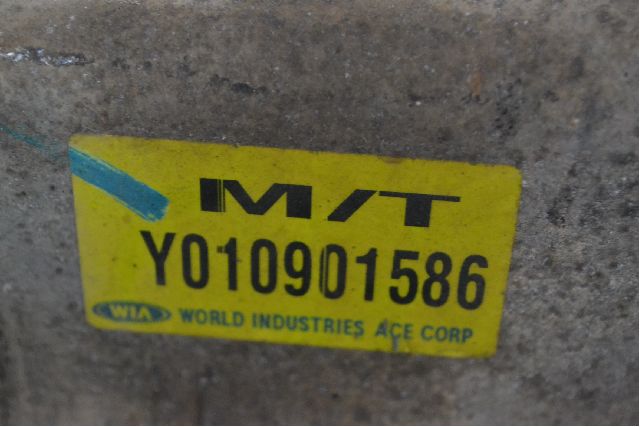 M/T
Y010901586
WIA WORLD INDUSTRIES ACE CORP